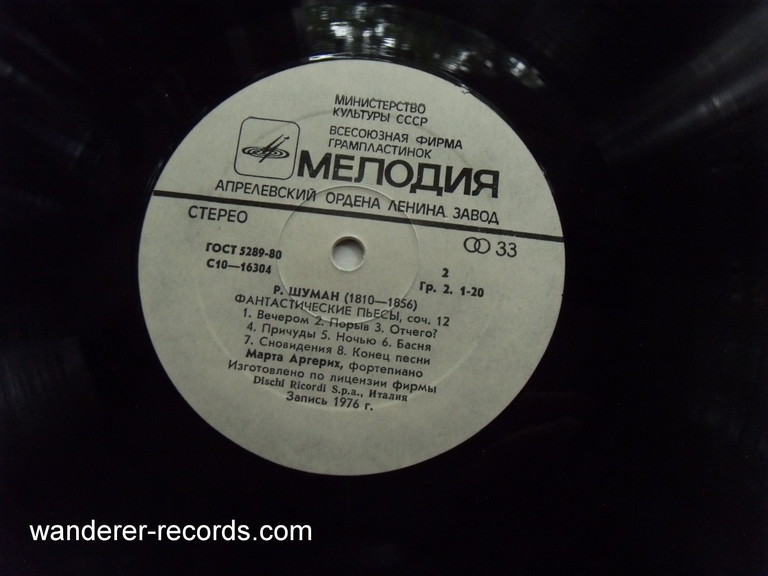 МИНИСТЕРСТВО
КУЛЬТУРЫ СССР
ВСЕСОЮЗНАЯ ФИРМА
ГРАМПЛАСТИНОК
МЕЛОДИЯ
АПРЕЛЕВСКИЙ ОРДЕНА ЛЕНИНА ЗАВОД
СТЕРЕО
33
ГОСТ 5289-80
С10—16304
2
Гр. 2. 1-20
Р. ШУМАН (1810—1856)
ФАНТАСТИЧЕСКИЕ ПЬЕСЫ, соч. 12
1. Вечером 2. Порыв 3. Отчего?
4. Причуды 5. Ночью 6. Басня
7. Сновидения 8. Конец песни
Марта Аргерих, фортепиано
Изготовлено по лицензии фирмы
Dischi Ricordi S.p.a., Италия
Запись 1976 г.
wanderer-records.com